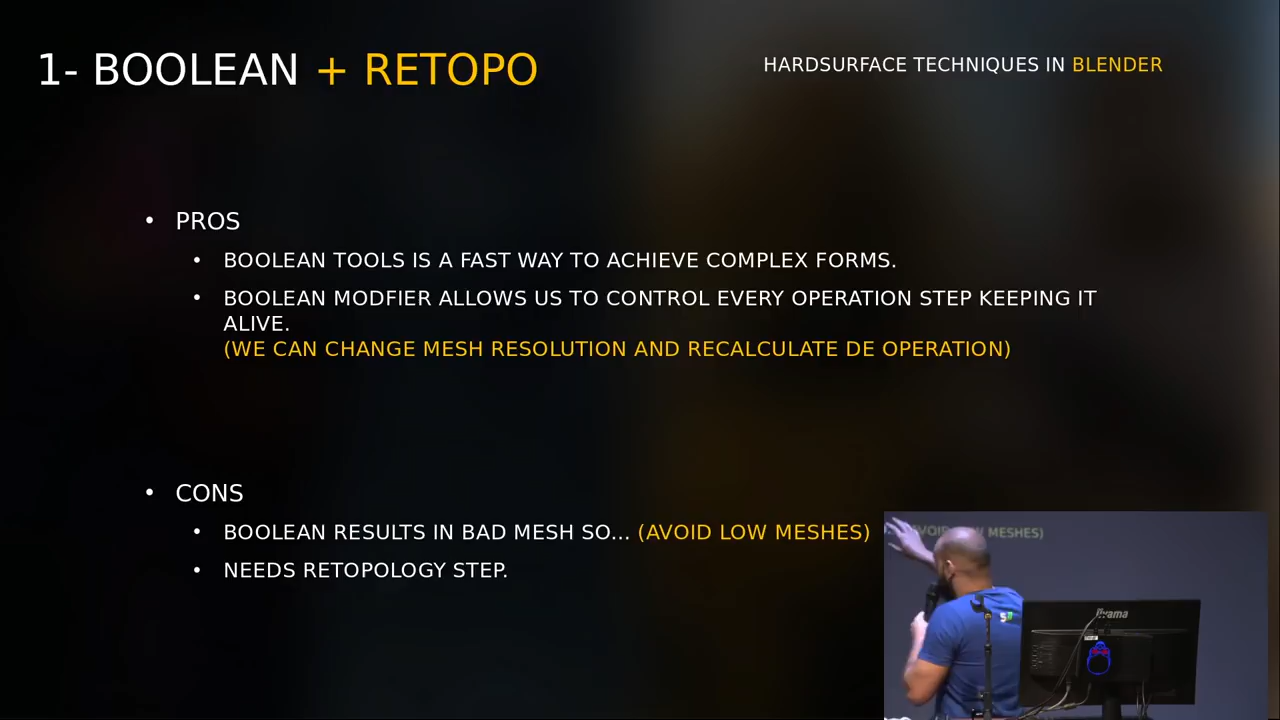 1- BOOLEAN + RETOPO
HARDSURFACE TECHNIQUES IN BLENDER
• PROS
• BOOLEAN TOOLS IS A FAST WAY TO ACHIEVE COMPLEX FORMS.
• BOOLEAN MODFIER ALLOWS US TO CONTROL EVERY OPERATION STEP KEEPING IT
ALIVE.
(WE CAN CHANGE MESH RESOLUTION AND RECALCULATE DE OPERATION)
• CONS
• BOOLEAN RESULTS IN BAD MESH SO... (AVOID LOW MESHES)
• NEEDS RETOPOLOGY STEP.
MESHES)
iiyama